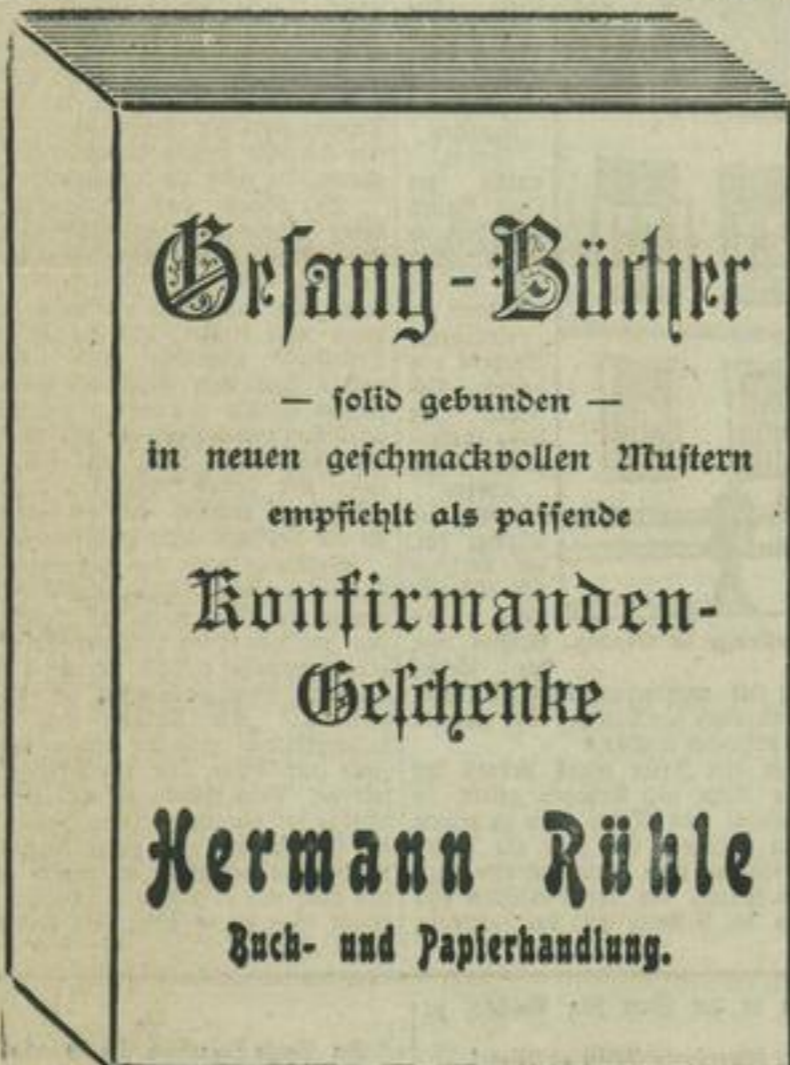 Gesang-Bücher
— solid gebunden —
in neuen geschmackvollen Mustern
empfiehlt als passende
Konfirmanden-
Geschenke
Hermann Rühle
Buch- und Papierhandlung.